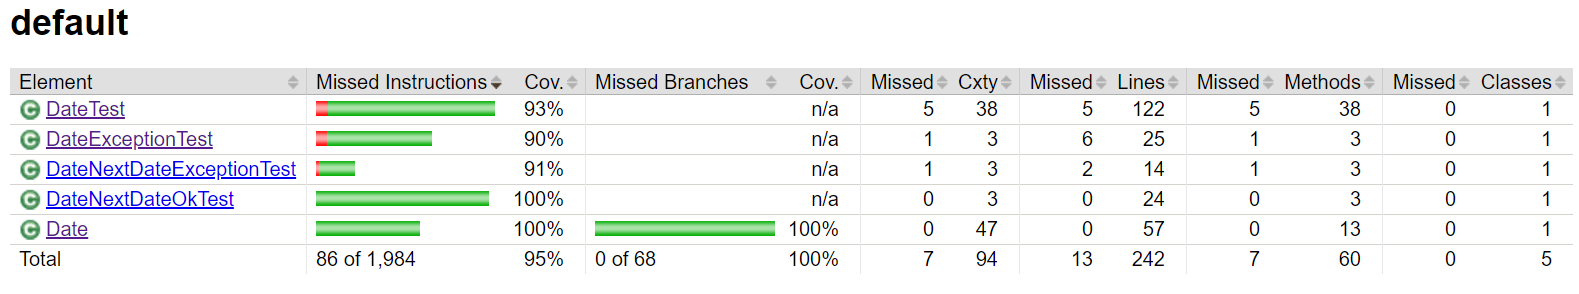 default
Element Missed Instructions Cov. Missed Branches Cov. Missed Cxty Missed Lines Missed Methods Missed Classes
C DateTest 93% n/a 5 38 5 122 5 38 0 1
C DateExceptionTest 90% n/a 1 3 6 25 1 3 0 1
C DateNextDateExceptionTest 91% n/a 1 3 2 14 1 3 0 1
C DateNextDateOkTest 100% n/a 0 3 0 24 0 3 0 1
C Date 100% 100% 0 47 0 57 0 13 0 1
Total 86 of 1,984 95% 0 of 68 100% 7 94 13 242 7 60 0 5